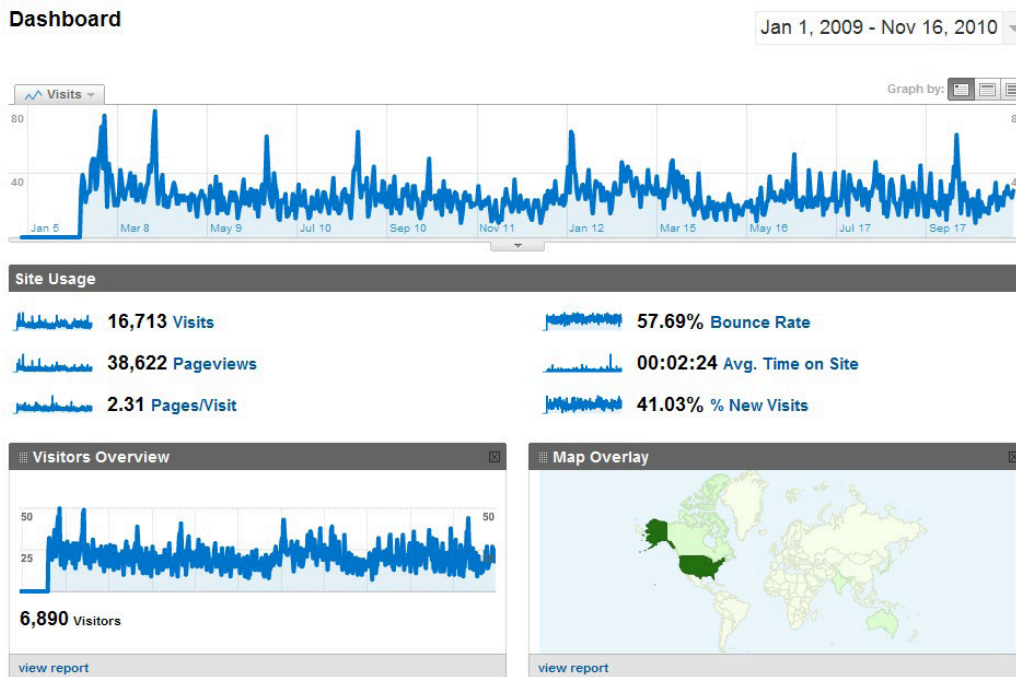 Dashboard
Jan 1, 2009 - Nov 16, 2010
Visits
Graph by:
80
8
40
4
Jan 5 Mar 8 May 9 Jul 10 Sep 10 Nov 11 Jan 12 Mar 15 May 16 Jul 17 Sep 17
Site Usage
16,713 Visits
57.69% Bounce Rate
38,622 Pageviews
00:02:24 Avg. Time on Site
2.31 Pages/Visit
41.03% % New Visits
Visitors Overview
Map Overlay
50 50
25
6,890 Visitors
view report
view report